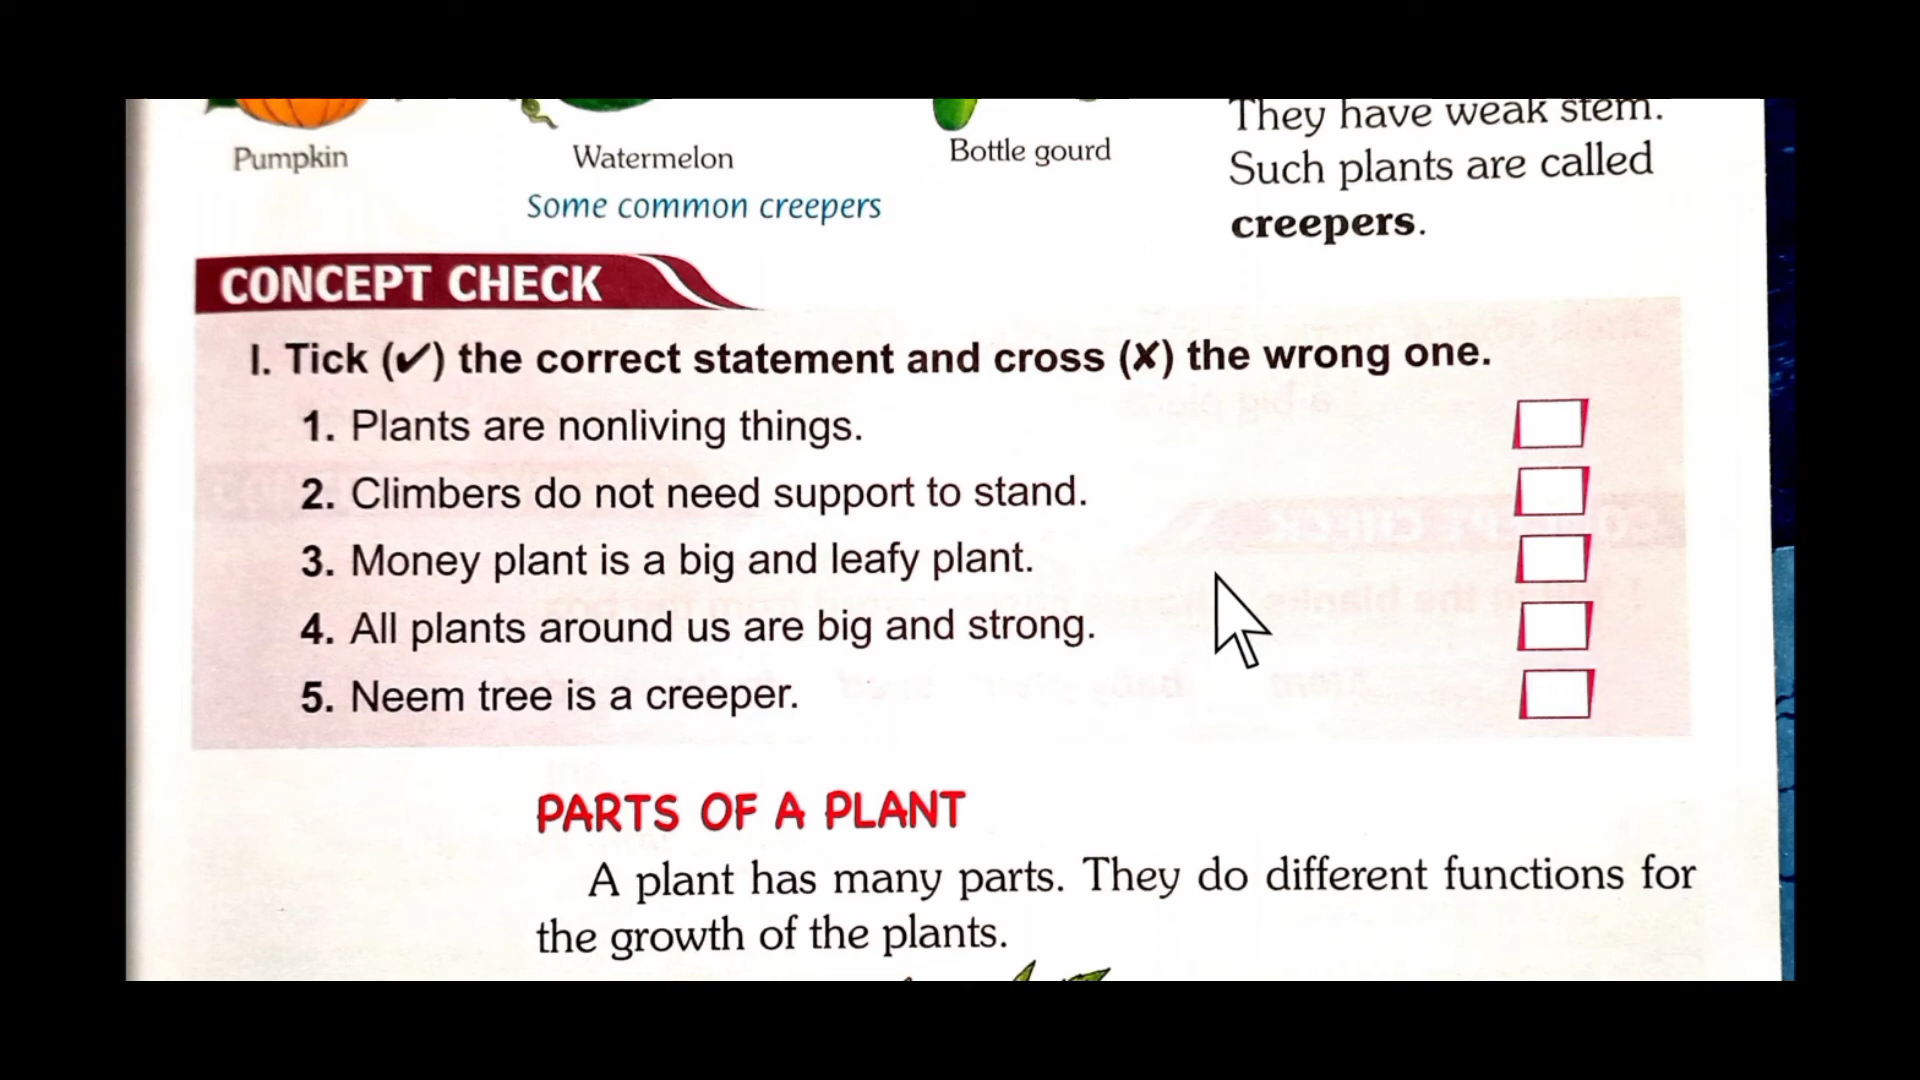 Pumpkin
Watermelon
Bottle gourd
Some common creepers
They have weak stem.
Such plants are called
creepers.
CONCEPT CHECK
I. Tick (✔) the correct statement and cross (✘) the wrong one.
1. Plants are nonliving things.
2. Climbers do not need support to stand.
3. Money plant is a big and leafy plant.
4. All plants around us are big and strong.
5. Neem tree is a creeper.
PARTS OF A PLANT
A plant has many parts. They do different functions for
the growth of the plants.